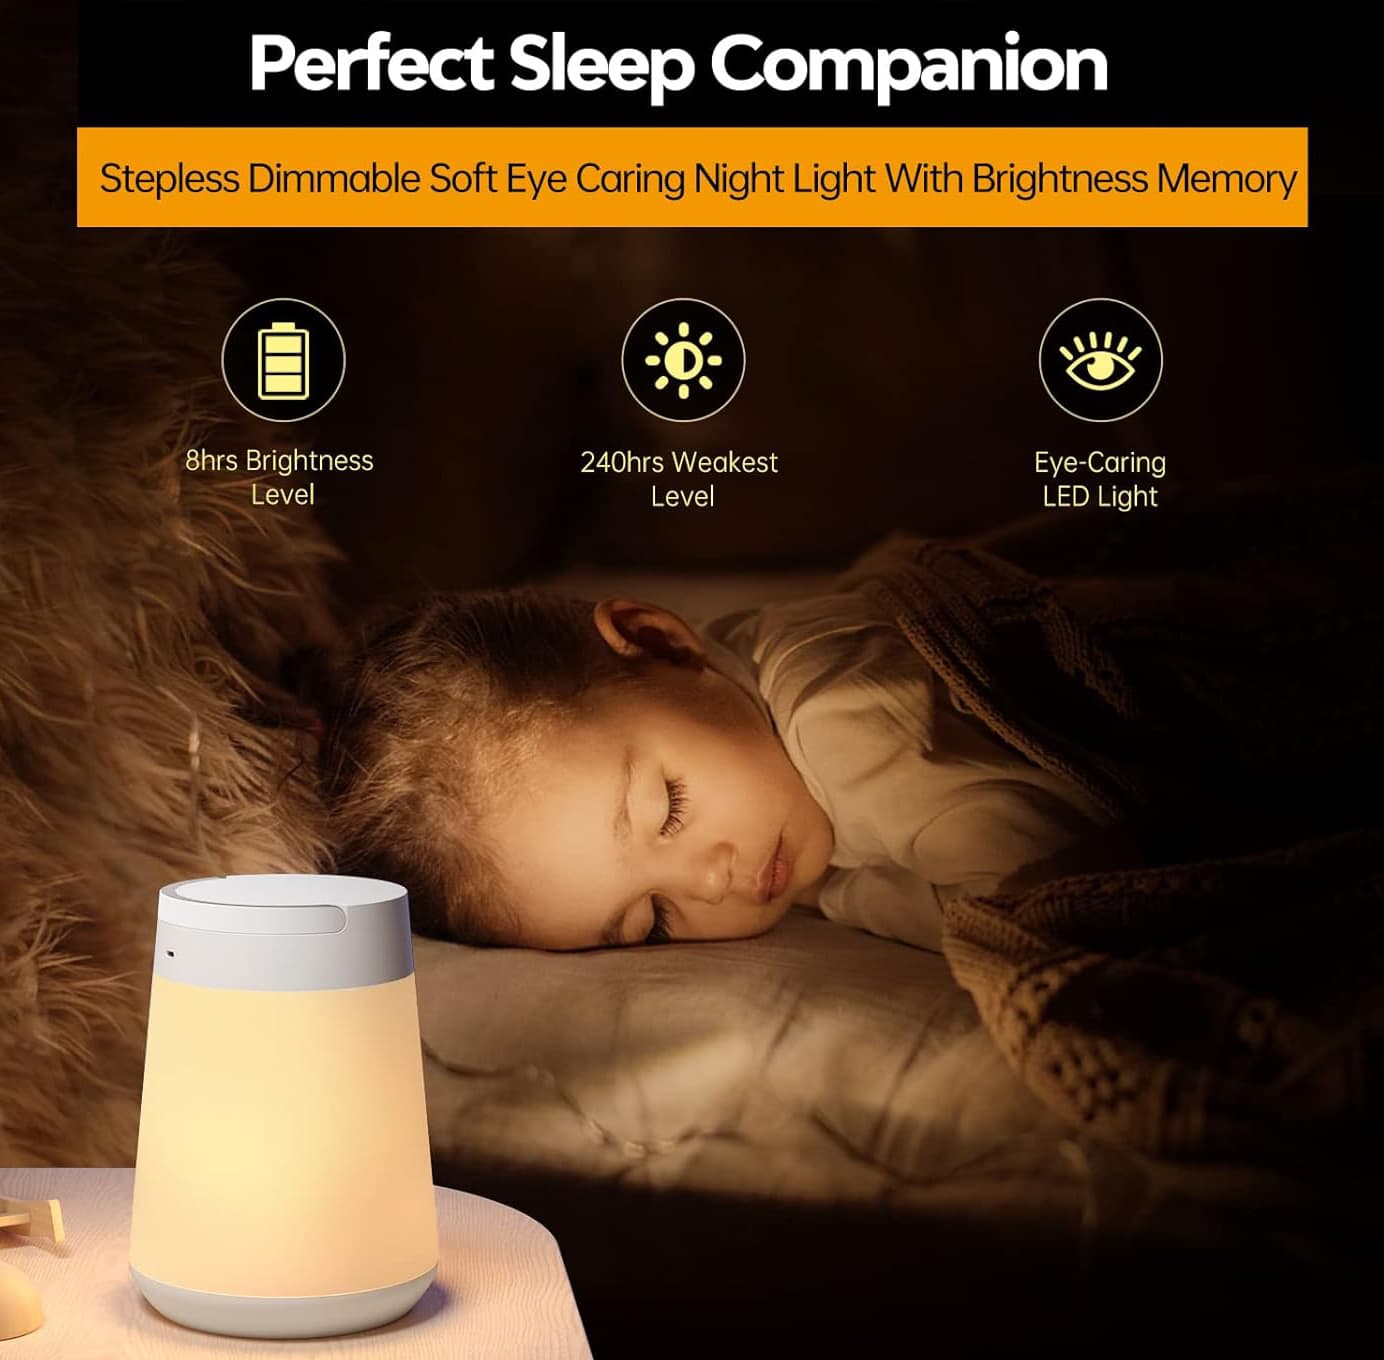 Perfect Sleep Companion
Stepless Dimmable Soft Eye Caring Night Light With Brightness Memory
8hrs Brightness
Level
240hrs Weakest
Level
Eye-Caring
LED Light